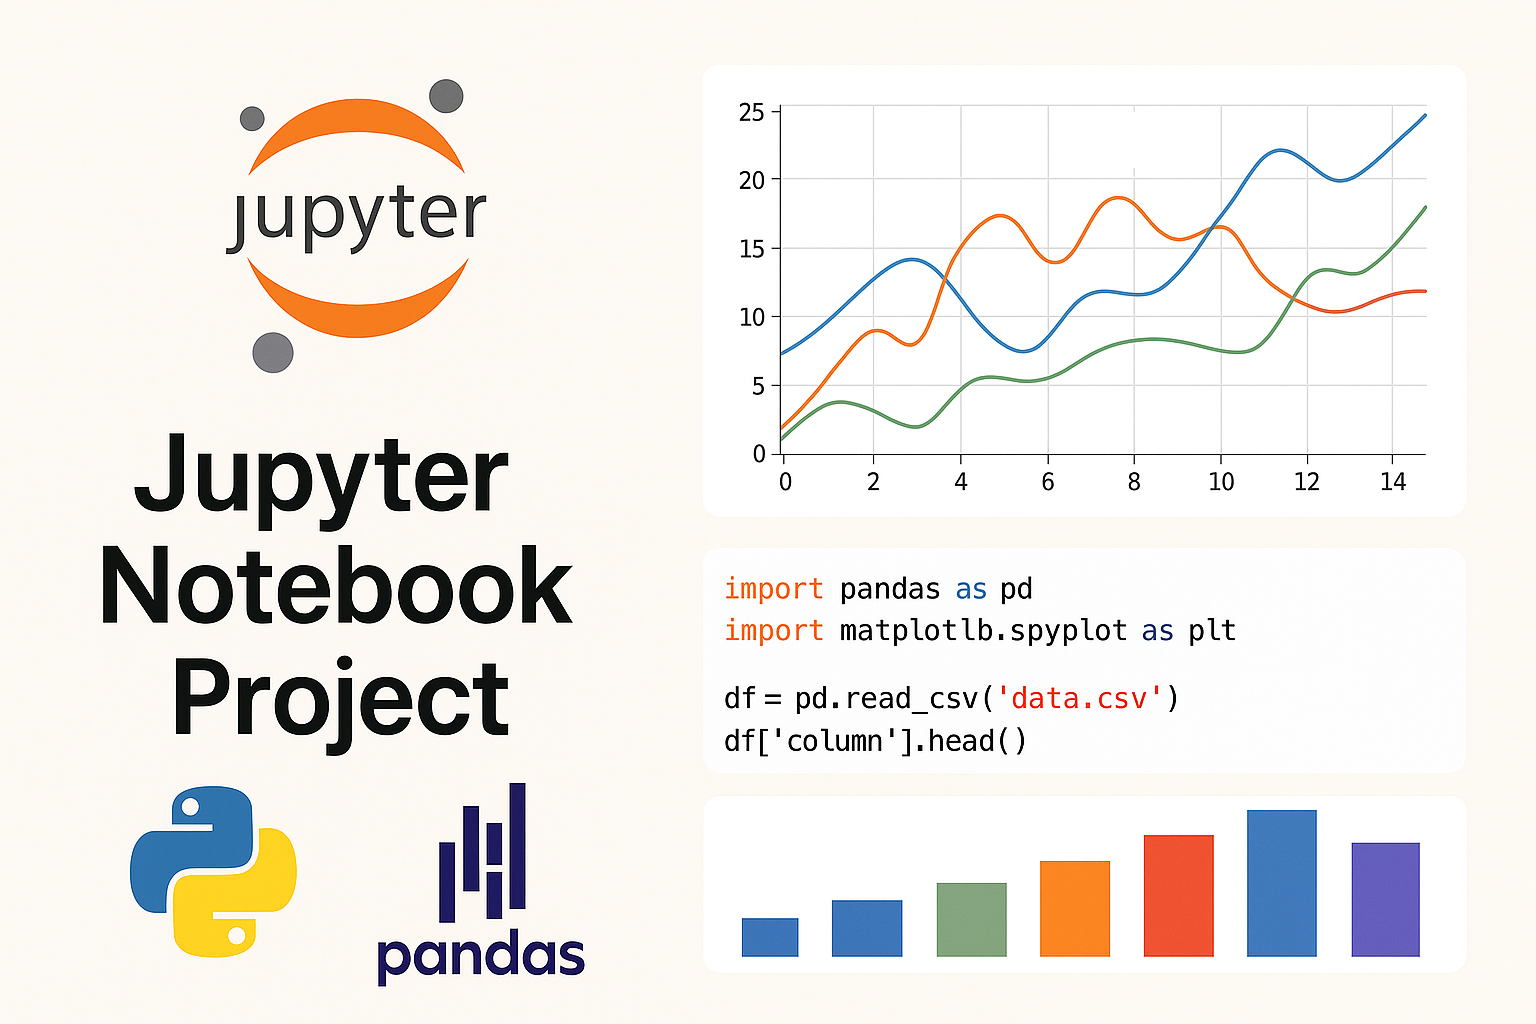 jupyter
Jupyter
Notebook
Project
pandas
25
20
15
10
5
0
0 2 4 6 8 10 12 14
import pandas as pd
import matplotlb.spyplot as plt
df = pd.read_csv('data.csv')
df['column'].head()